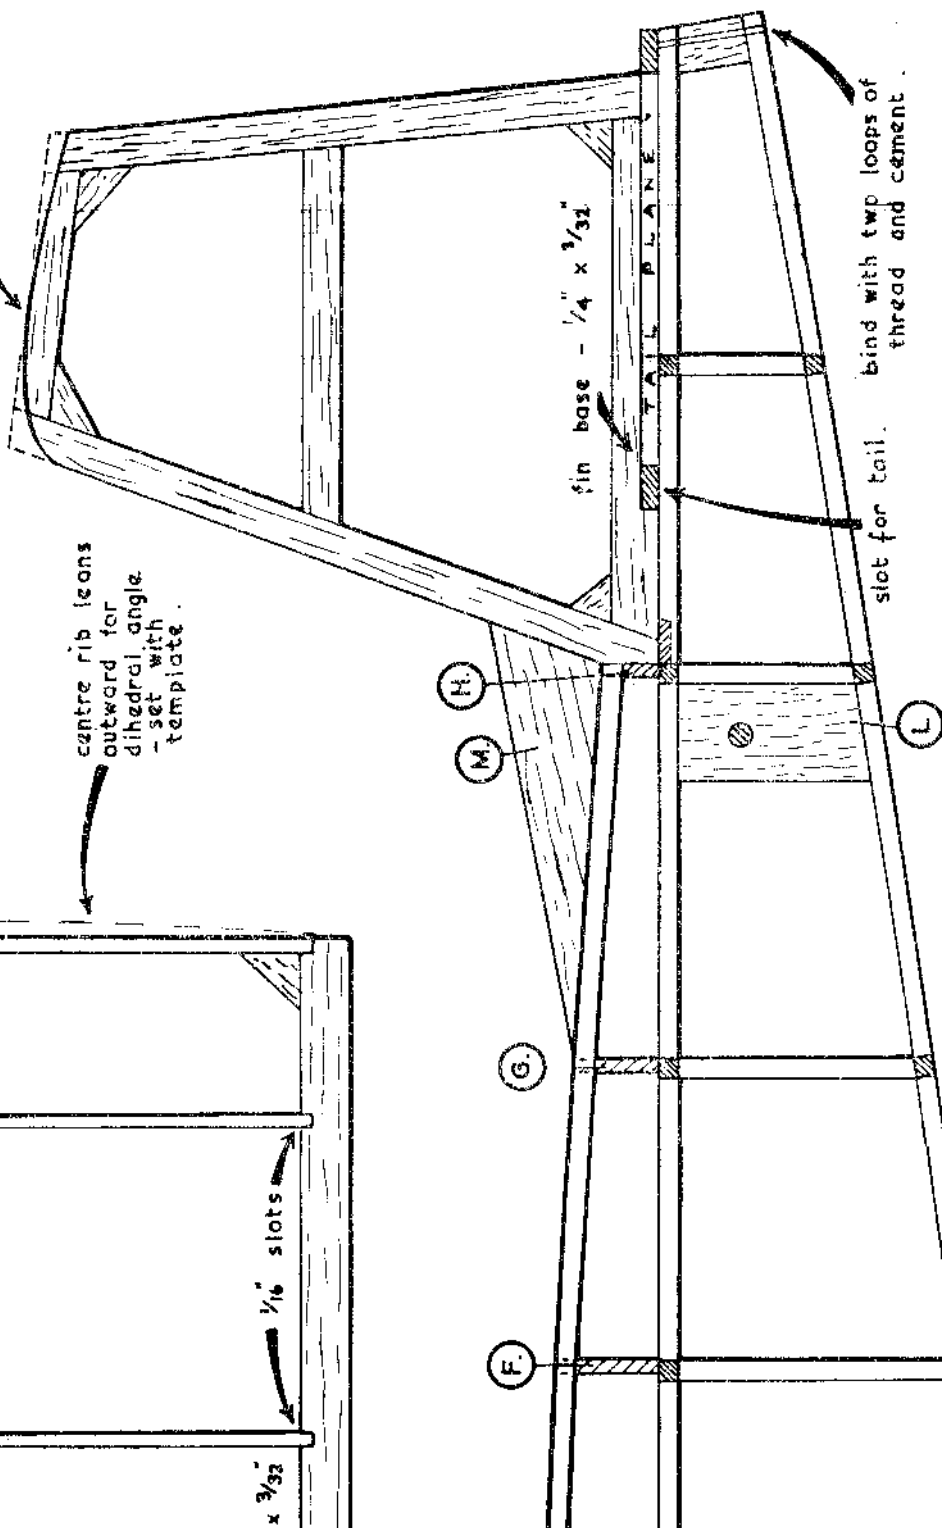 centre rib leans
outward for
dihedral angle
- set with
template.
fin base - 1/4" x 3/32"
TAIL PLANE
bind with two loops of
thread and cement.
slot for tail.
H.
M.
L.
G.
1/16" slots
F.
x 3/32"